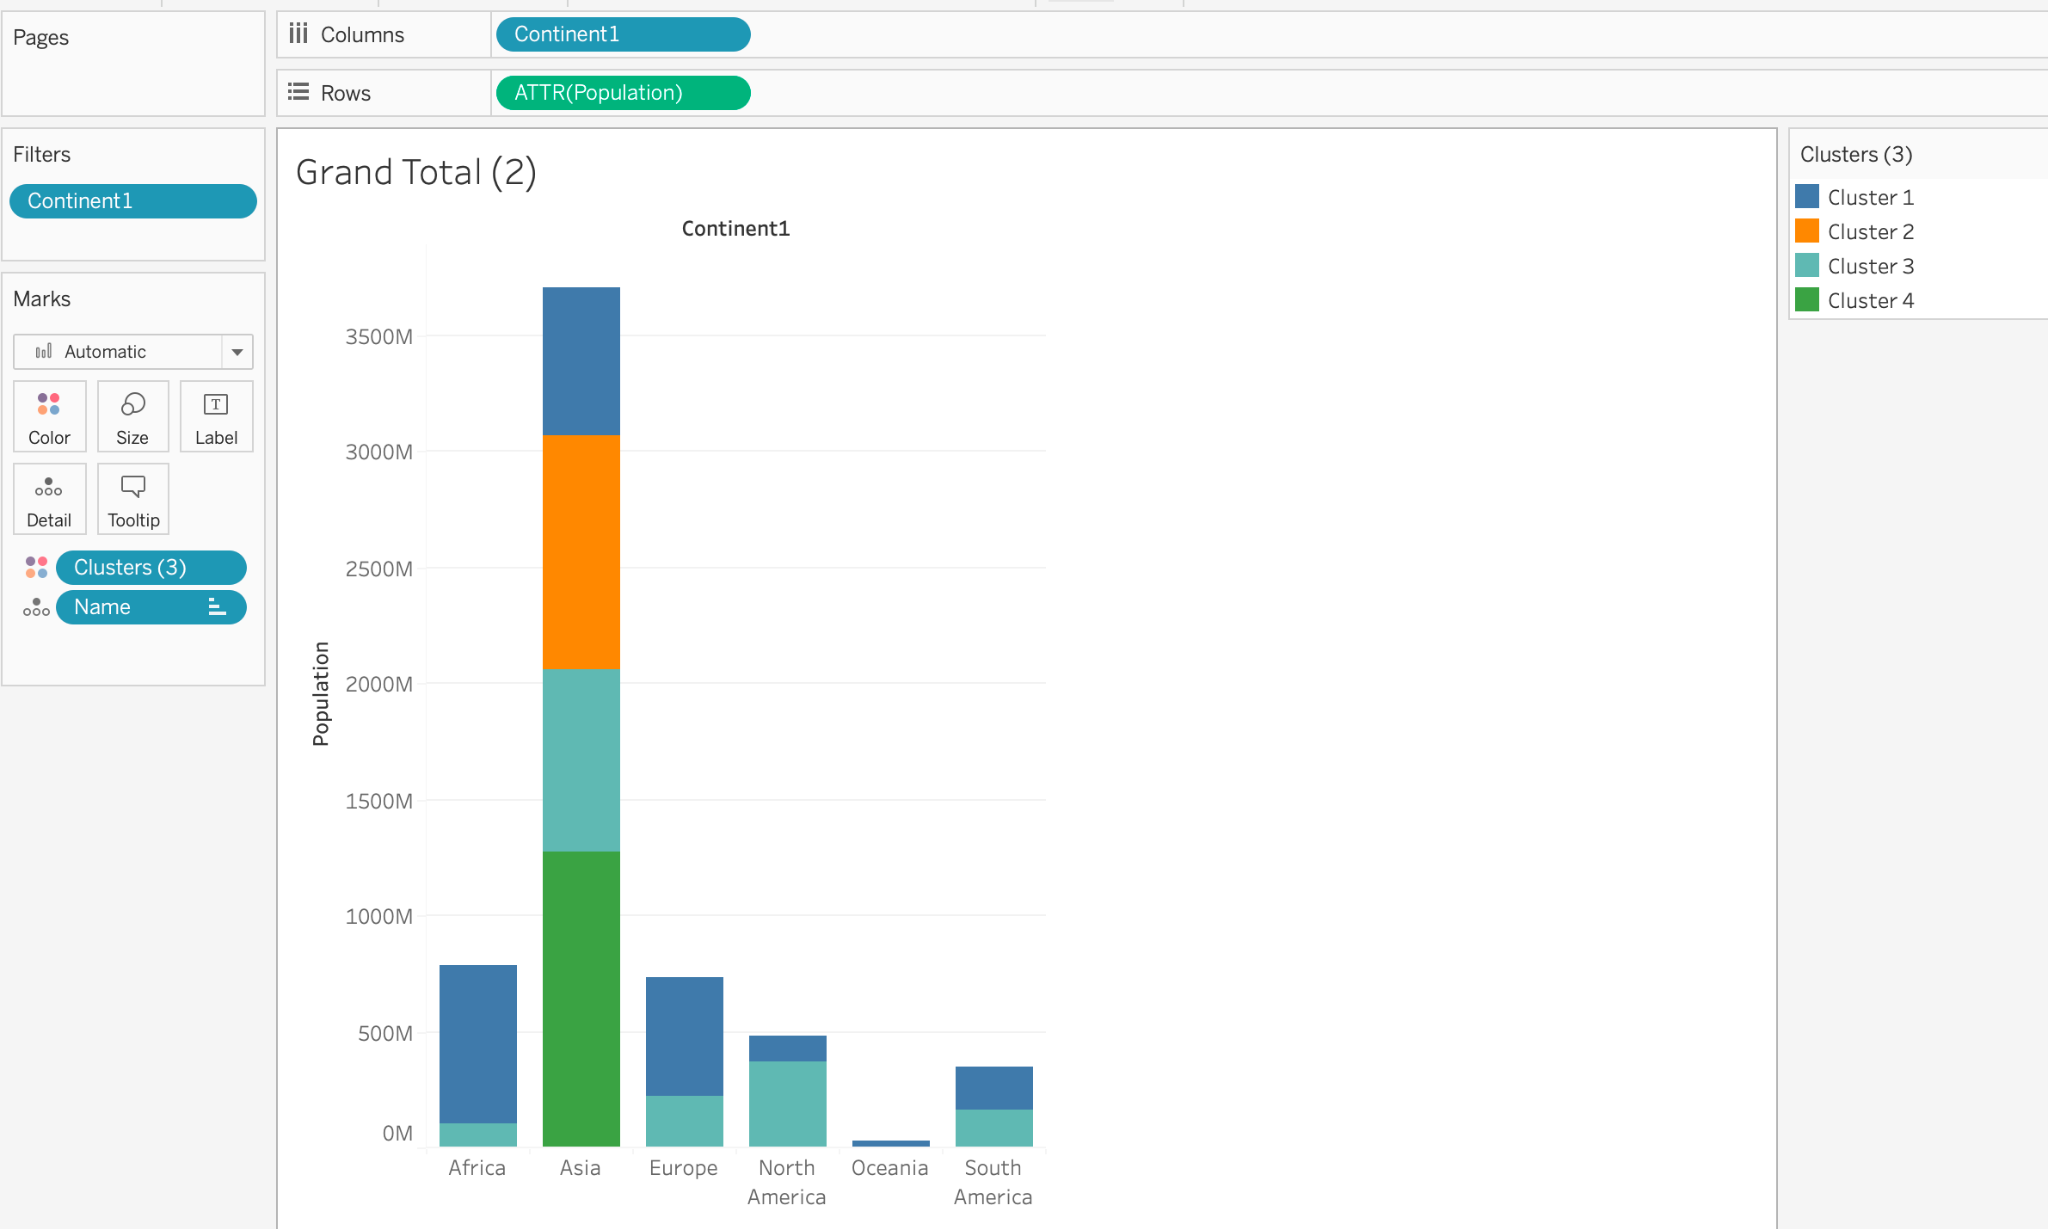 Pages
Columns
Continent1
Rows
ATTR(Population)
Filters
Continent1
Marks
Automatic
Color
Size
T
Label
Detail
Tooltip
Clusters (3)
Name
Grand Total (2)
Continent1
Population
3500M
3000M
2500M
2000M
1500M
1000M
500M
0M
Africa
Asia
Europe
North
America
Oceania
South
America
Clusters (3)
Cluster 1
Cluster 2
Cluster 3
Cluster 4